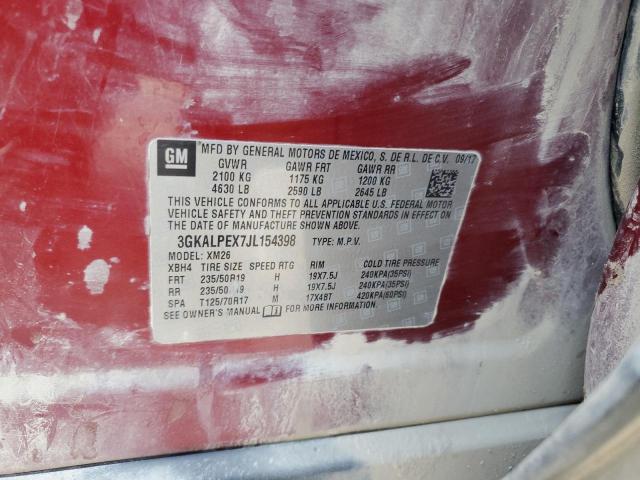 GM
MFD BY GENERAL MOTORS DE MEXICO, S. DE R.L. DE C.V. 09/17
GVWR GAWR FRT GAWR RR
2100 KG 1175 KG 1200 KG
4630 LB 2590 LB 2645 LB
THIS VEHICLE CONFORMS TO ALL APPLICABLE U.S. FEDERAL MOTOR
VEHICLE SAFETY AND THEFT PREVENTION STANDARDS IN EFFECT ON
THE DATE OF MANUFACTURE SHOWN ABOVE.
3GKALPEX7JL154398 TYPE: M.P.V.
MODEL: XM26
XBH4 TIRE SIZE SPEED RTG RIM COLD TIRE PRESSURE
FRT 235/50R19 H 19X7.5J 240KPA(35PSI)
RR 235/50 19 H 19X7.5J 240KPA(35PSI)
SPA T125/70R17 M 17X4BT 420KPA(60PSI)
SEE OWNER'S MANUAL FOR MORE INFORMATION.